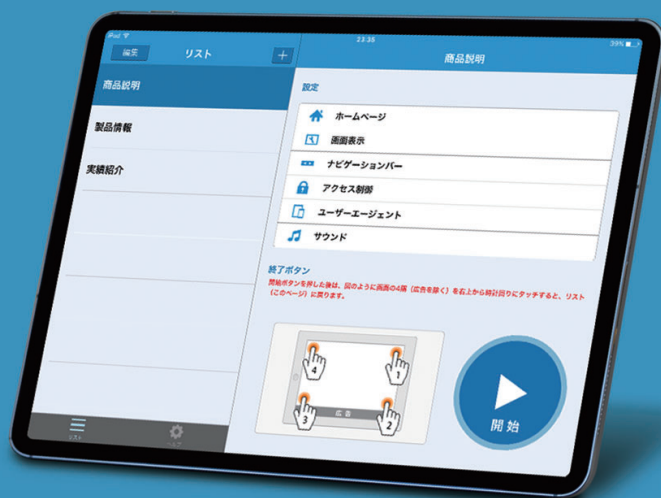 iPad
23:36
39%
編集
リスト
+
商品説明
商品説明
製品情報
実績紹介
設定
ホームページ
画面表示
ナビゲーションバー
アクセス制御
ユーザーエージェント
サウンド
終了ボタン
開始ボタンを押した後は、図のように画面の4隅(広告を除く)を右上から時計回りにタッチすると、リスト
(このページ)に戻ります。
4
1
3
2
広告
開始
リスト
ヘルプ